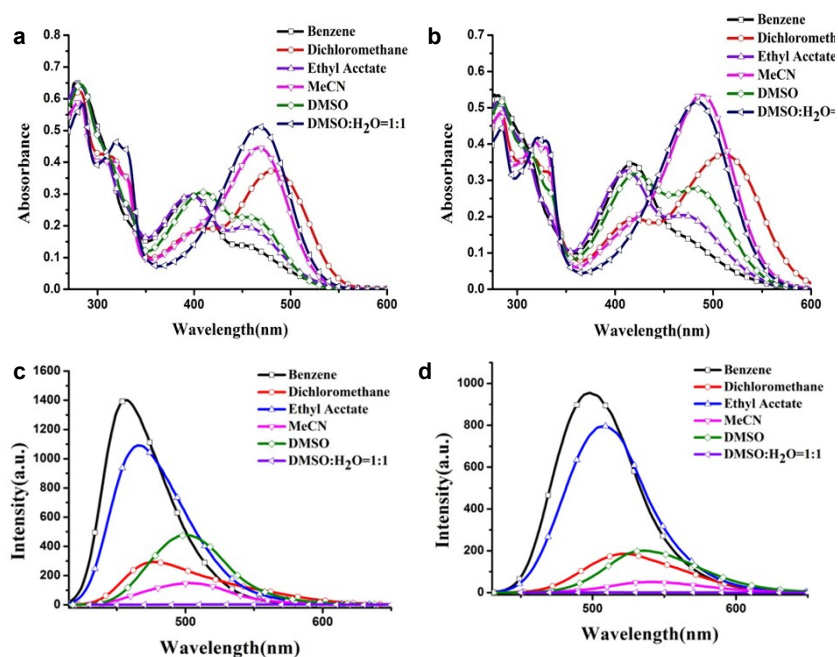 a
Benzene
Dichloromethane
Ethyl Acctate
MeCN
DMSO
DMSO:H₂O=1:1
Abosorbance
0.8
0.7
0.6
0.5
0.4
0.3
0.2
0.1
0.0
300
400
500
600
Wavelength(nm)
b
Benzene
Dichlorometh
Ethyl Acctate
MeCN
DMSO
DMSO:H₂O=
Abosorbance
0.7
0.6
0.5
0.4
0.3
0.2
0.1
0.0
300
400
500
600
Wavelength(nm)
c
Benzene
Dichloromethane
Ethyl Acctate
MeCN
DMSO
DMSO:H₂O=1:1
Intensity(a.u.)
1600
1400
1200
1000
800
600
400
200
0
500
600
Wavelength(nm)
d
Benzene
Dichloromethane
Ethyl Acctate
MeCN
DMSO
DMSO:H₂O=1:1
Intensity(a.u.)
1000
800
600
400
200
0
500
600
Wavelength(nm)